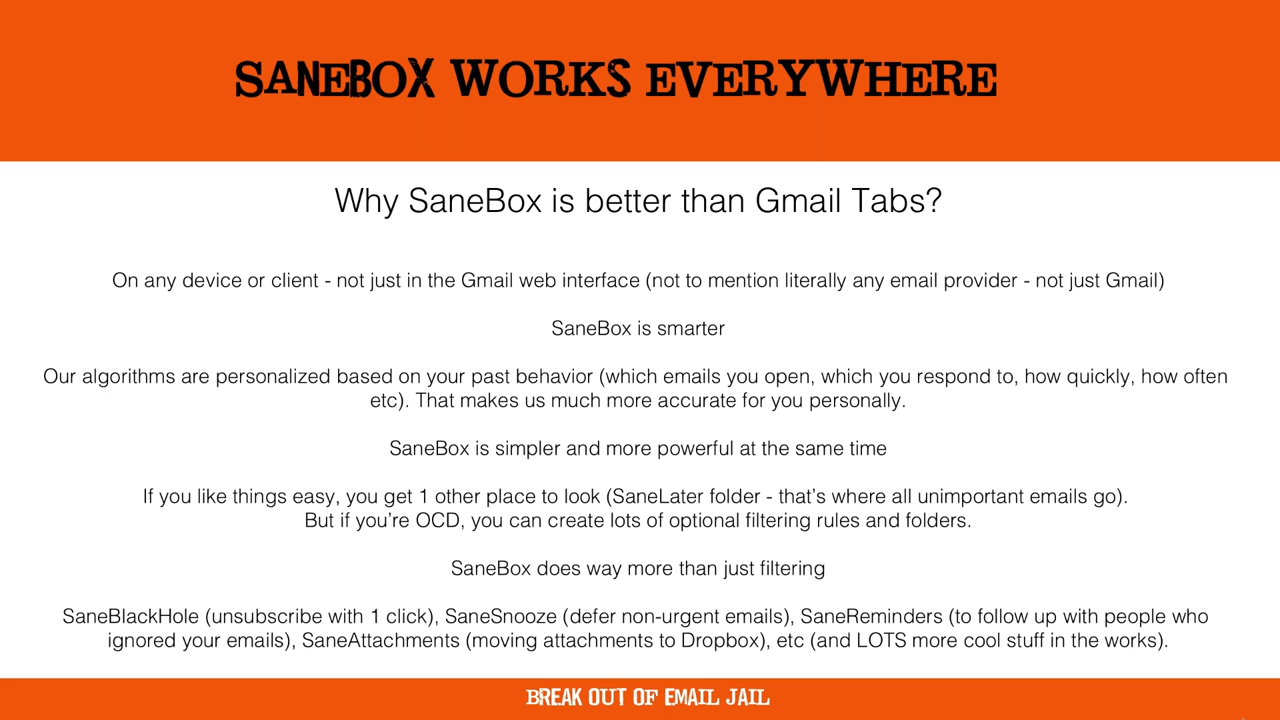 SANEBOX WORKS EVERYWHERE
Why SaneBox is better than Gmail Tabs?
On any device or client - not just in the Gmail web interface (not to mention literally any email provider - not just Gmail)
SaneBox is smarter
Our algorithms are personalized based on your past behavior (which emails you open, which you respond to, how quickly, how often
etc). That makes us much more accurate for you personally.
SaneBox is simpler and more powerful at the same time
If you like things easy, you get 1 other place to look (SaneLater folder - that's where all unimportant emails go).
But if you're OCD, you can create lots of optional filtering rules and folders.
SaneBox does way more than just filtering
SaneBlackHole (unsubscribe with 1 click), SaneSnooze (defer non-urgent emails), SaneReminders (to follow up with people who
ignored your emails), SaneAttachments (moving attachments to Dropbox), etc (and LOTS more cool stuff in the works).
BREAK OUT OF EMAIL JAIL